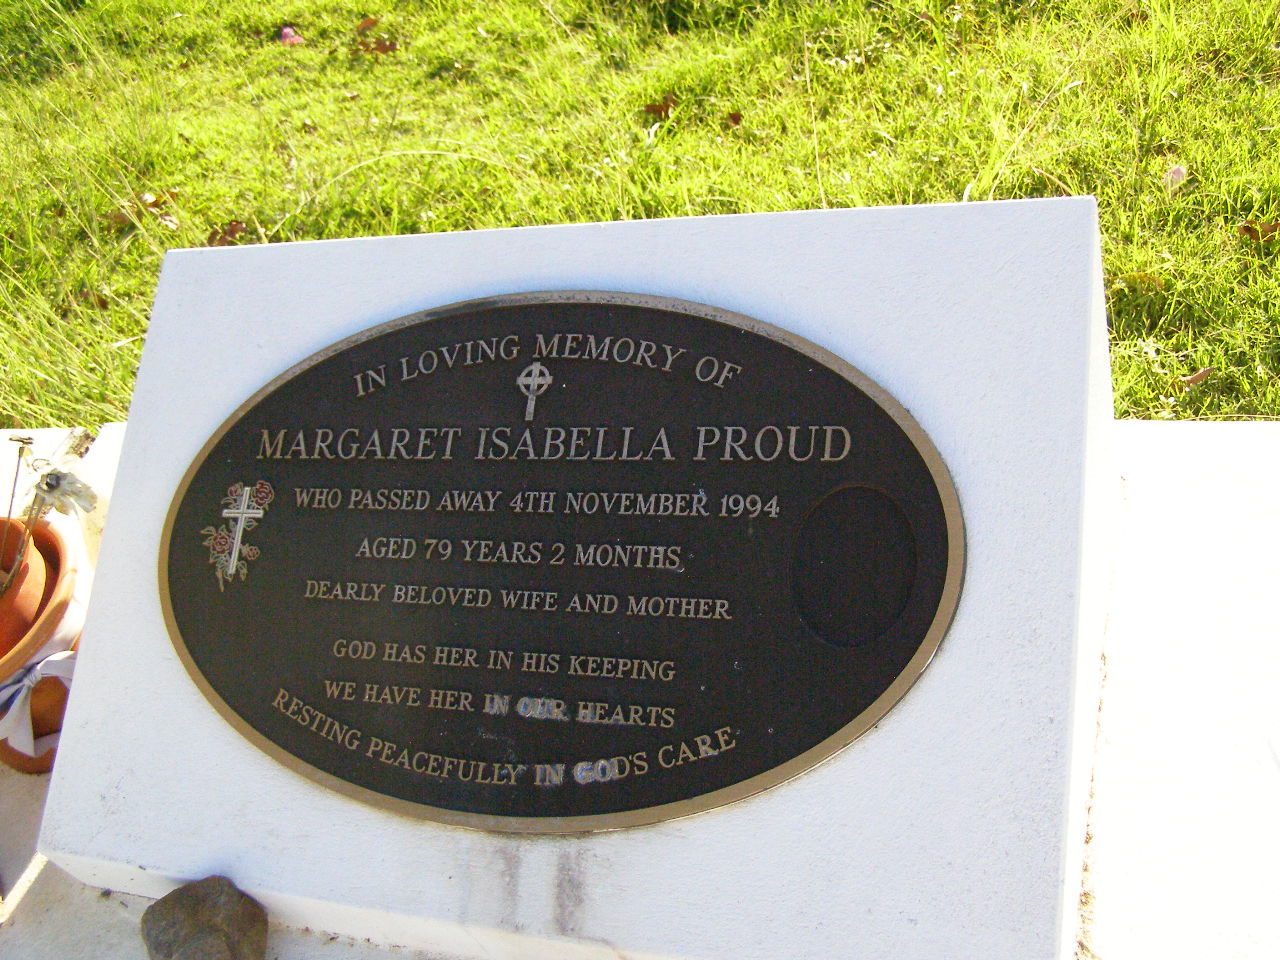 IN LOVING MEMORY OF
MARGARET ISABELLA PROUD
WHO PASSED AWAY 4TH NOVEMBER 1994
AGED 79 YEARS 2 MONTHS
DEARLY BELOVED WIFE AND MOTHER
GOD HAS HER IN HIS KEEPING
WE HAVE HER IN OUR HEARTS
RESTING PEACEFULLY IN GOD'S CARE